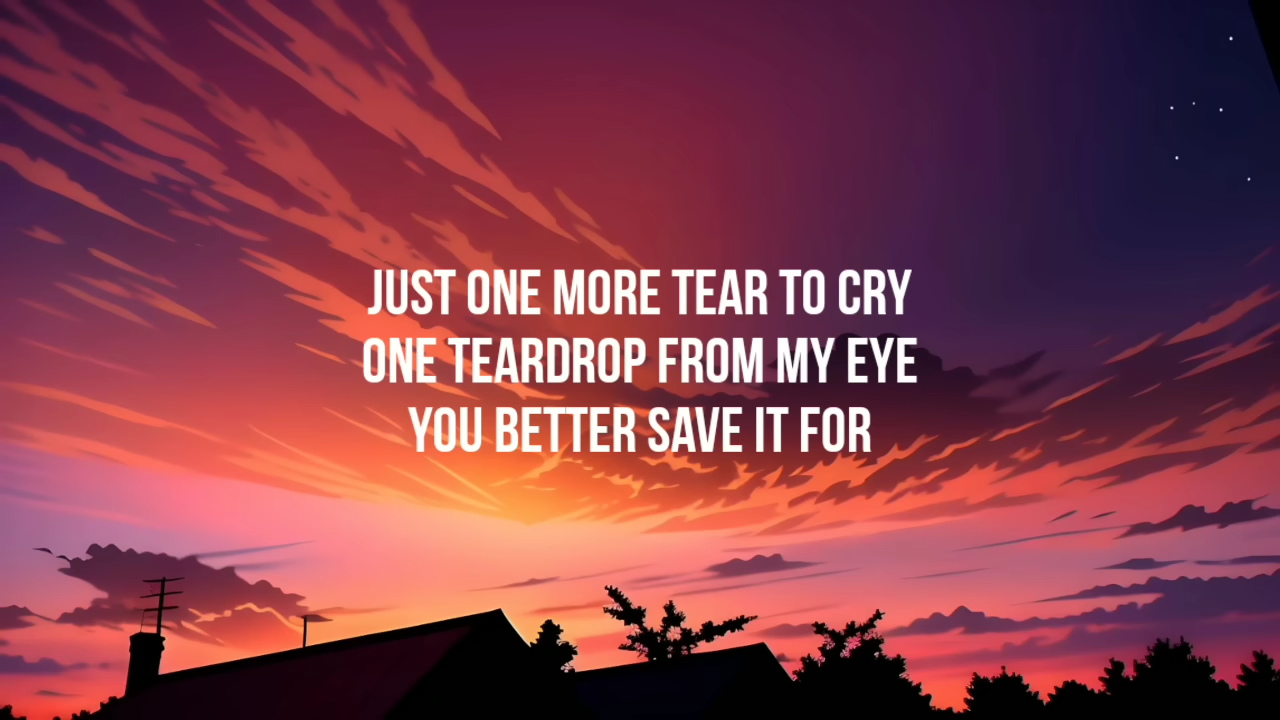 JUST ONE MORE TEAR TO CRY
ONE TEARDROP FROM MY EYE
YOU BETTER SAVE IT FOR